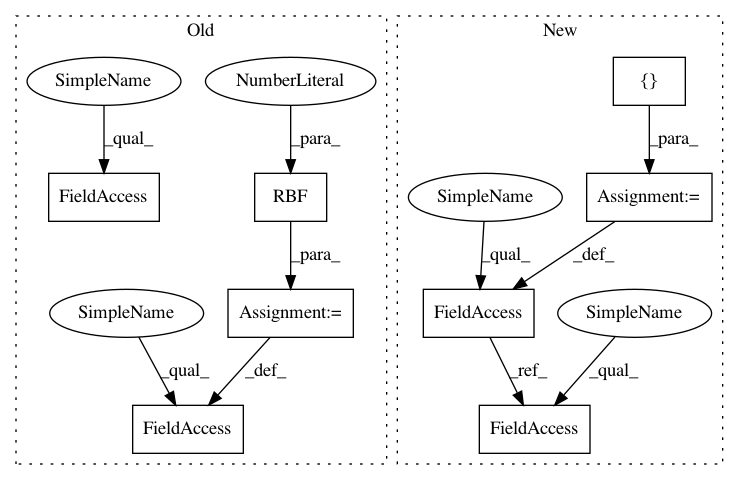 Old
New
SimpleName
NumberLiteral
{}
_qual_
_para_
_para_
FieldAccess
RBF
SimpleName
Assignment:=
_para_
_qual_
_def_
SimpleName
Assignment:=
FieldAccess
SimpleName
_qual_
_def_
_ref_
_qual_
FieldAccess
FieldAccess